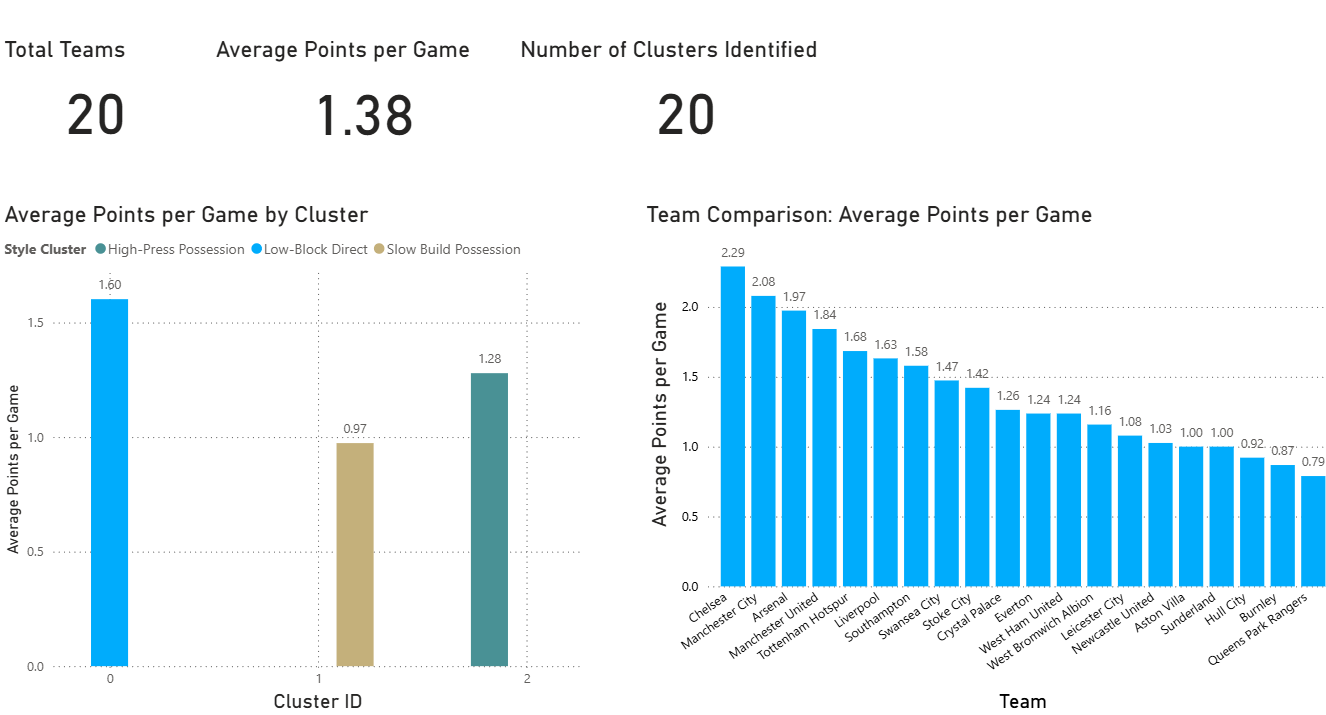 Total Teams
Average Points per Game
Number of Clusters Identified
20
1.38
20
Average Points per Game by Cluster
Style Cluster High-Press Possession Low-Block Direct Slow Build Possession
1.60
1.5
1.28
1.0
0.97
0.5
0.0
0 1 2
Average Points per Game
Cluster ID
Team Comparison: Average Points per Game
2.29
2.08
2.0
1.97
1.84
1.68
1.63
1.58
1.5
1.47
1.42
1.26
1.24
1.24
1.16
1.08
1.03
1.00
1.00
1.0
0.92
0.87
0.79
0.5
0.0
Average Points per Game
Chelsea
Manchester City
Arsenal
Manchester United
Tottenham Hotspur
Liverpool
Southampton
Swansea City
Stoke City
Crystal Palace
Everton
West Ham United
West Bromwich Albion
Leicester City
Newcastle United
Aston Villa
Sunderland
Hull City
Burnley
Queens Park Rangers
Team